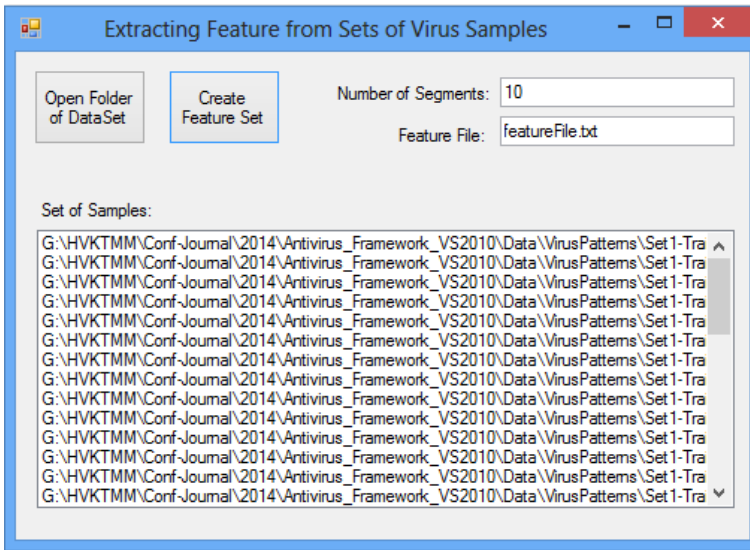 Extracting Feature from Sets of Virus Samples
Open Folder
of DataSet
Create
Feature Set
Number of Segments: 10
Feature File: featureFile.txt
Set of Samples:
G:\HVKTMM\Conf-Journal\2014\Antivirus_Framework_VS2010\Data\VirusPatterns\Set1-Tra
G:\HVKTMM\Conf-Journal\2014\Antivirus_Framework_VS2010\Data\VirusPatterns\Set1-Tra
G:\HVKTMM\Conf-Journal\2014\Antivirus_Framework_VS2010\Data\VirusPatterns\Set1-Tra
G:\HVKTMM\Conf-Journal\2014\Antivirus_Framework_VS2010\Data\VirusPatterns\Set1-Tra
G:\HVKTMM\Conf-Journal\2014\Antivirus_Framework_VS2010\Data\VirusPatterns\Set1-Tra
G:\HVKTMM\Conf-Journal\2014\Antivirus_Framework_VS2010\Data\VirusPatterns\Set1-Tra
G:\HVKTMM\Conf-Journal\2014\Antivirus_Framework_VS2010\Data\VirusPatterns\Set1-Tra
G:\HVKTMM\Conf-Journal\2014\Antivirus_Framework_VS2010\Data\VirusPatterns\Set1-Tra
G:\HVKTMM\Conf-Journal\2014\Antivirus_Framework_VS2010\Data\VirusPatterns\Set1-Tra
G:\HVKTMM\Conf-Journal\2014\Antivirus_Framework_VS2010\Data\VirusPatterns\Set1-Tra
G:\HVKTMM\Conf-Journal\2014\Antivirus_Framework_VS2010\Data\VirusPatterns\Set1-Tra
G:\HVKTMM\Conf-Journal\2014\Antivirus_Framework_VS2010\Data\VirusPatterns\Set1-Tra
G:\HVKTMM\Conf-Journal\2014\Antivirus_Framework_VS2010\Data\VirusPatterns\Set1-Tra
G:\HVKTMM\Conf-Journal\2014\Antivirus_Framework_VS2010\Data\VirusPatterns\Set1-Tra